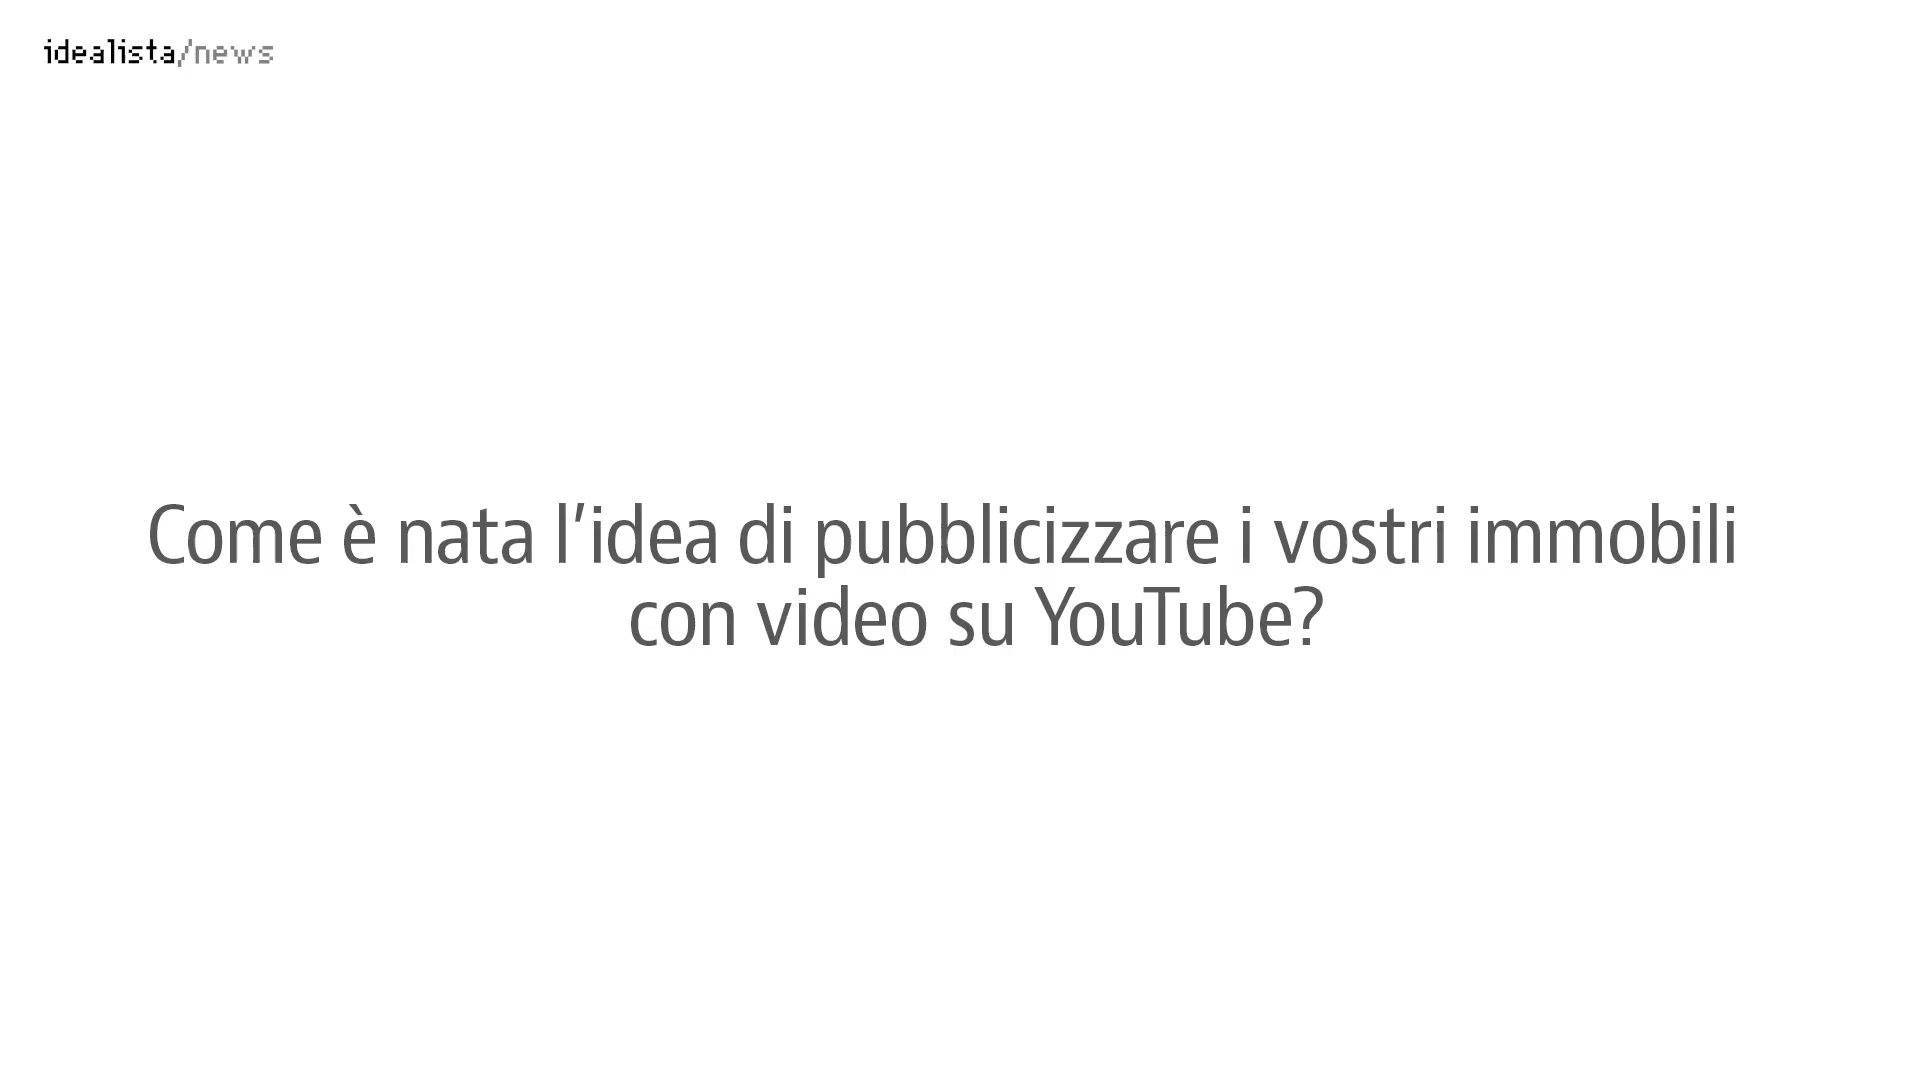 idealista/news
Come è nata l’idea di pubblicizzare i vostri immobili
con video su YouTube?